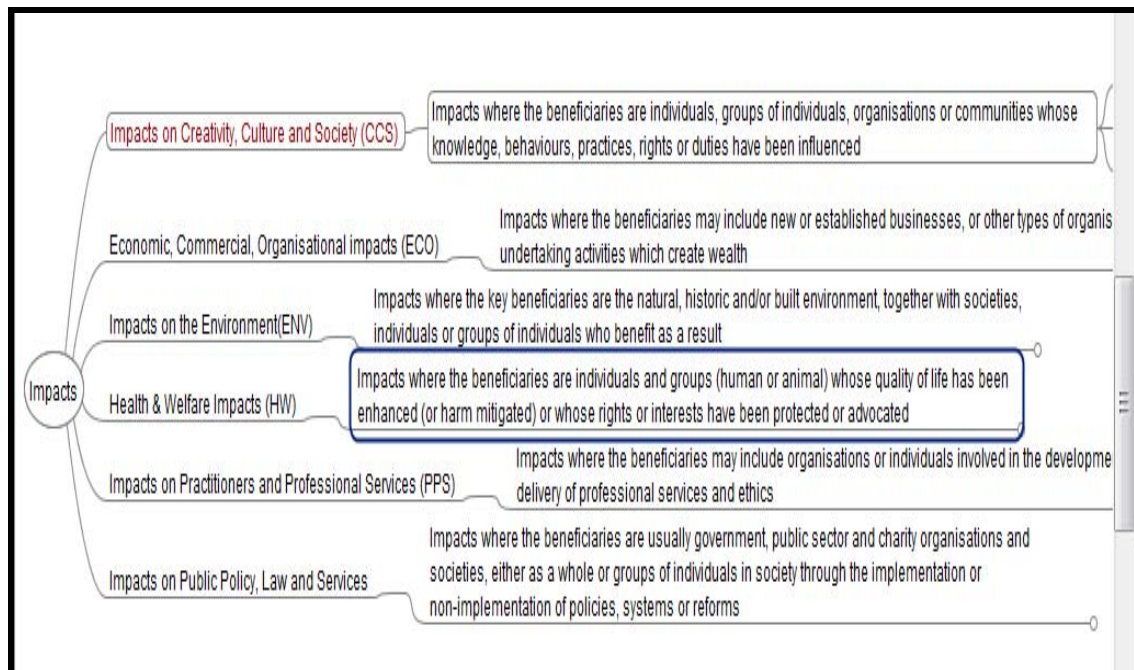 Impacts
Impacts on Creativity, Culture and Society (CCS)
Impacts where the beneficiaries are individuals, groups of individuals, organisations or communities whose
knowledge, behaviours, practices, rights or duties have been influenced
Economic, Commercial, Organisational impacts (ECO)
Impacts where the beneficiaries may include new or established businesses, or other types of organis
undertaking activities which create wealth
Impacts on the Environment(ENV)
Impacts where the key beneficiaries are the natural, historic and/or built environment, together with societies,
individuals or groups of individuals who benefit as a result
Health & Welfare Impacts (HW)
Impacts where the beneficiaries are individuals and groups (human or animal) whose quality of life has been
enhanced (or harm mitigated) or whose rights or interests have been protected or advocated
Impacts on Practitioners and Professional Services (PPS)
Impacts where the beneficiaries may include organisations or individuals involved in the developme
delivery of professional services and ethics
Impacts on Public Policy, Law and Services
Impacts where the beneficiaries are usually government, public sector and charity organisations and
societies, either as a whole or groups of individuals in society through the implementation or
non-implementation of policies, systems or reforms